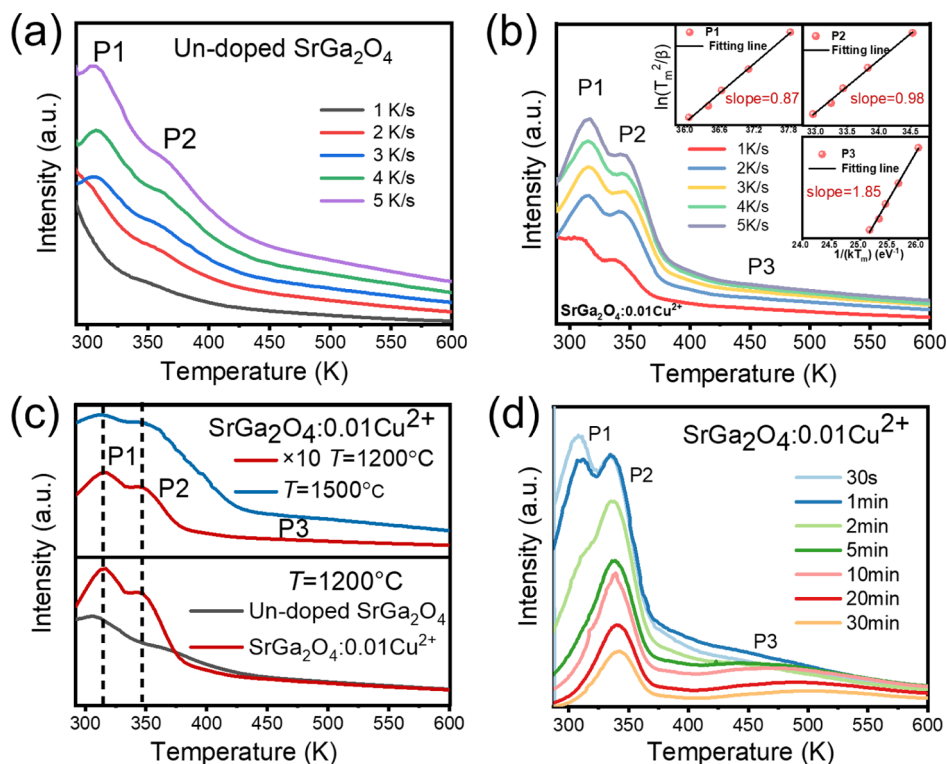 (a)
P1
Un-doped SrGa₂O₄
P2
1 K/s
2 K/s
3 K/s
4 K/s
5 K/s
Intensity (a.u.)
300 350 400 450 500 550 600
Temperature (K)
(b)
P1
P2
P3
1K/s
2K/s
3K/s
4K/s
5K/s
SrGa₂O₄:0.01Cu²⁺
Intensity (a.u.)
300 350 400 450 500 550 600
Temperature (K)
ln(Tₘ²/β)
P1
Fitting line
slope=0.87
36.0 36.6 37.2 37.8
P2
Fitting line
slope=0.98
33.0 33.5 34.0 34.5
P3
Fitting line
slope=1.85
24.0 24.5 25.0 25.5 26.0
1/(kTₘ) (eV⁻¹)
(c)
SrGa₂O₄:0.01Cu²⁺
P1
×10 T=1200°C
P2
T=1500°C
P3
T=1200°C
Un-doped SrGa₂O₄
SrGa₂O₄:0.01Cu²⁺
Intensity (a.u.)
300 350 400 450 500 550 600
Temperature (K)
(d)
SrGa₂O₄:0.01Cu²⁺
P1
P2
P3
30s
1min
2min
5min
10min
20min
30min
Intensity (a.u.)
300 350 400 450 500 550 600
Temperature (K)